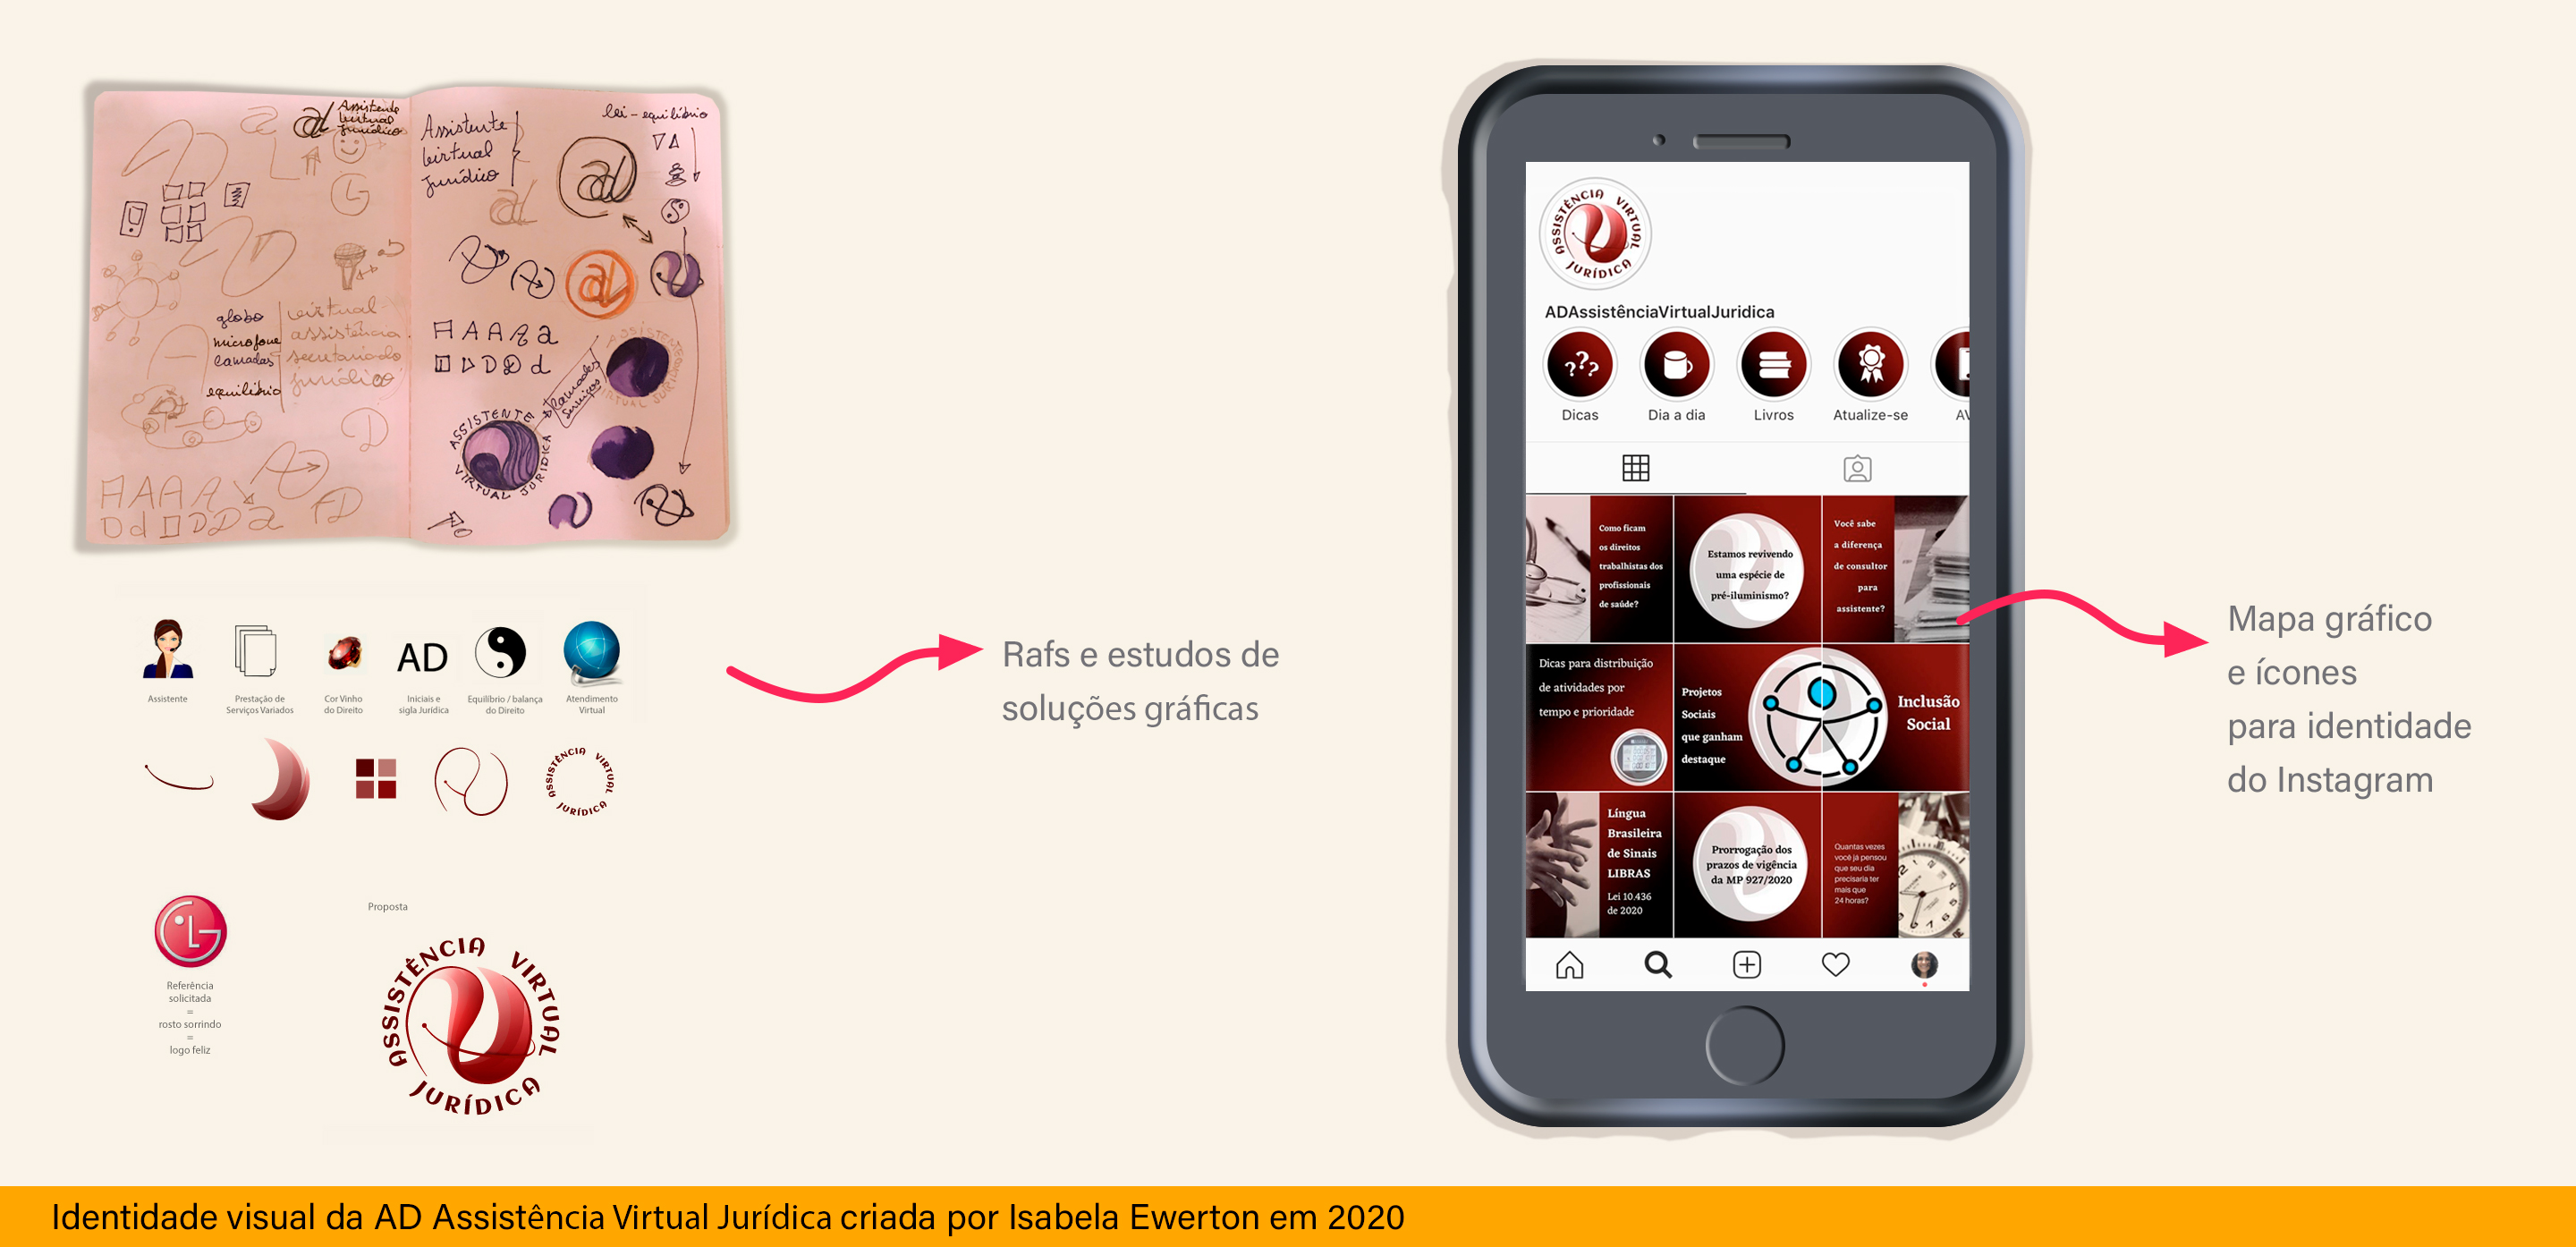 ad
Assistente
virtual
Jurídico
Assistente
virtual
jurídico
lei - equilíbrio
ad
ad
ad
globo
microfone
camadas
equilíbrio
virtual
assistência
secretariado
jurídico
A A A A a
D D D d
camadas
serviços
ASSISTENTE
VIRTUAL JURÍDICA
D
A A A A
D d D D a
AD
Assistente
Prestação de
Serviços Variados
Cor Vinho
do Direito
AD
Iniciais e
sigla Jurídica
Equilíbrio / balança
do Direito
Atendimento
Virtual
ASSISTÊNCIA VIRTUAL
JURÍDICA
LG
Referência
solicitada
=
rosto sorrindo
=
logo feliz
Proposta
ASSISTÊNCIA VIRTUAL
JURÍDICA
Rafs e estudos de
soluções gráficas
ASSISTÊNCIA VIRTUAL
JURÍDICA
ADAssistênciaVirtualJuridica
???
Dicas
Dia a dia
Livros
Atualize-se
AV
Como ficam
os direitos
trabalhistas dos
profissionais
de saúde?
Estamos revivendo
uma espécie de
pré-iluminismo?
Você sabe
a diferença
de consultor
para
assistente?
Dicas para distribuição
de atividades por
tempo e prioridade
Projetos
Sociais
que ganham
destaque
Inclusão
Social
Língua
Brasileira
de Sinais
LIBRAS
Lei 10.436
de 2020
Prorrogação dos
prazos de vigência
da MP 927/2020
Quantas vezes
você já pensou
que seu dia
precisaria ter
mais que
24 horas?
Mapa gráfico
e ícones
para identidade
do Instagram
Identidade visual da AD Assistência Virtual Jurídica criada por Isabela Ewerton em 2020